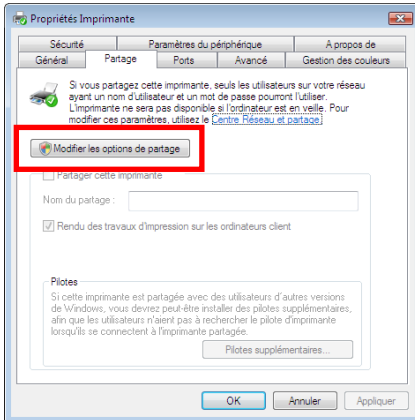 Propriétés Imprimante
Sécurité Paramètres du périphérique A propos de
Général Partage Ports Avancé Gestion des couleurs
Si vous partagez cette imprimante, seuls les utilisateurs sur votre réseau
ayant un nom d'utilisateur et un mot de passe pourront l'utiliser.
L'imprimante ne sera pas disponible si l'ordinateur est en veille. Pour
modifier ces paramètres, utilisez le Centre Réseau et partage.
Modifier les options de partage
Partager cette imprimante
Nom du partage :
Rendu des travaux d'impression sur les ordinateurs client
Pilotes
Si cette imprimante est partagée avec des utilisateurs d'autres versions
de Windows, vous devrez peut-être installer des pilotes supplémentaires,
afin que les utilisateurs n'aient pas à rechercher le pilote d'imprimante
lorsqu'ils se connectent à l'imprimante partagée.
Pilotes supplémentaires...
OK Annuler Appliquer